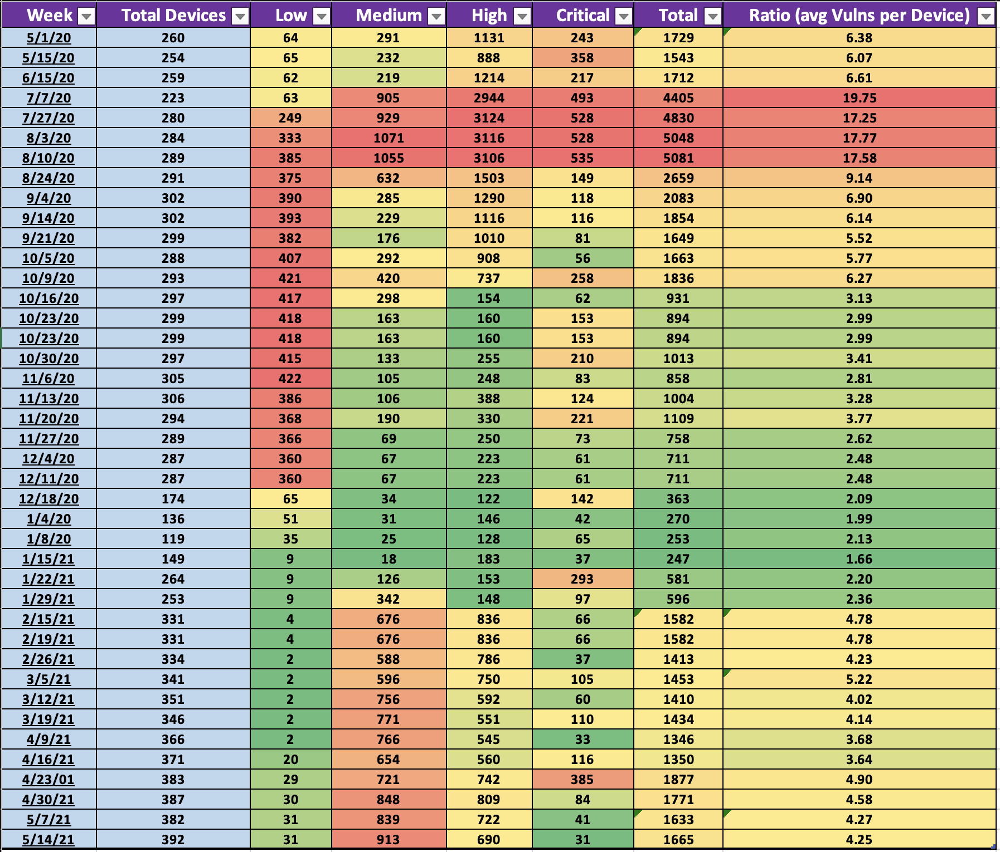 Week Total Devices Low Medium High Critical Total Ratio (avg Vulns per Device)
5/1/20 260 64 291 1131 243 1729 6.38
5/15/20 254 65 232 888 358 1543 6.07
6/15/20 259 62 219 1214 217 1712 6.61
7/7/20 223 63 905 2944 493 4405 19.75
7/27/20 280 249 929 3124 528 4830 17.25
8/3/20 284 333 1071 3116 528 5048 17.77
8/10/20 289 385 1055 3106 535 5081 17.58
8/24/20 291 375 632 1503 149 2659 9.14
9/4/20 302 390 285 1290 118 2083 6.90
9/14/20 302 393 229 1116 116 1854 6.14
9/21/20 299 382 176 1010 81 1649 5.52
10/5/20 288 407 292 908 56 1663 5.77
10/9/20 293 421 420 737 258 1836 6.27
10/16/20 297 417 298 154 62 931 3.13
10/23/20 299 418 163 160 153 894 2.99
10/23/20 299 418 163 160 153 894 2.99
10/30/20 297 415 133 255 210 1013 3.41
11/6/20 305 422 105 248 83 858 2.81
11/13/20 306 386 106 388 124 1004 3.28
11/20/20 294 368 190 330 221 1109 3.77
11/27/20 289 366 69 250 73 758 2.62
12/4/20 287 360 67 223 61 711 2.48
12/11/20 287 360 67 223 61 711 2.48
12/18/20 174 65 34 122 142 363 2.09
1/4/20 136 51 31 146 42 270 1.99
1/8/20 119 35 25 128 65 253 2.13
1/15/21 149 9 18 183 37 247 1.66
1/22/21 264 9 126 153 293 581 2.20
1/29/21 253 9 342 148 97 596 2.36
2/15/21 331 4 676 836 66 1582 4.78
2/19/21 331 4 676 836 66 1582 4.78
2/26/21 334 2 588 786 37 1413 4.23
3/5/21 341 2 596 750 105 1453 5.22
3/12/21 351 2 756 592 60 1410 4.02
3/19/21 346 2 771 551 110 1434 4.14
4/9/21 366 2 766 545 33 1346 3.68
4/16/21 371 20 654 560 116 1350 3.64
4/23/01 383 29 721 742 385 1877 4.90
4/30/21 387 30 848 809 84 1771 4.58
5/7/21 382 31 839 722 41 1633 4.27
5/14/21 392 31 913 690 31 1665 4.25